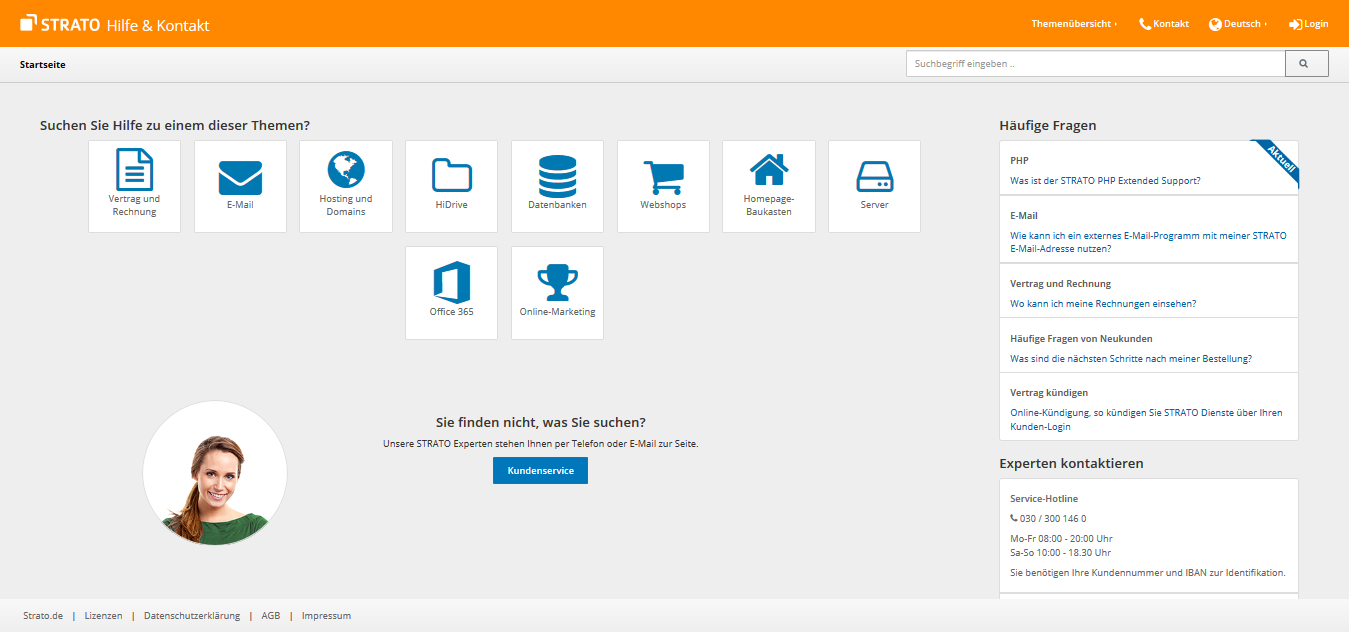 STRATO Hilfe & Kontakt
Themenübersicht
Kontakt
Deutsch
Login
Startseite
Suchbegriff eingeben ..
Suchen Sie Hilfe zu einem dieser Themen?
Vertrag und
Rechnung
E-Mail
Hosting und
Domains
HiDrive
Datenbanken
Webshops
Homepage-
Baukasten
Server
Office 365
Online-Marketing
Sie finden nicht, was Sie suchen?
Unsere STRATO Experten stehen Ihnen per Telefon oder E-Mail zur Seite.
Kundenservice
Häufige Fragen
Aktuell
PHP
Was ist der STRATO PHP Extended Support?
E-Mail
Wie kann ich ein externes E-Mail-Programm mit meiner STRATO
E-Mail-Adresse nutzen?
Vertrag und Rechnung
Wo kann ich meine Rechnungen einsehen?
Häufige Fragen von Neukunden
Was sind die nächsten Schritte nach meiner Bestellung?
Vertrag kündigen
Online-Kündigung, so kündigen Sie STRATO Dienste über Ihren
Kunden-Login
Experten kontaktieren
Service-Hotline
030 / 300 146 0
Mo-Fr 08:00 - 20:00 Uhr
Sa-So 10:00 - 18.30 Uhr
Sie benötigen Ihre Kundennummer und IBAN zur Identifikation.
Strato.de | Lizenzen | Datenschutzerklärung | AGB | Impressum